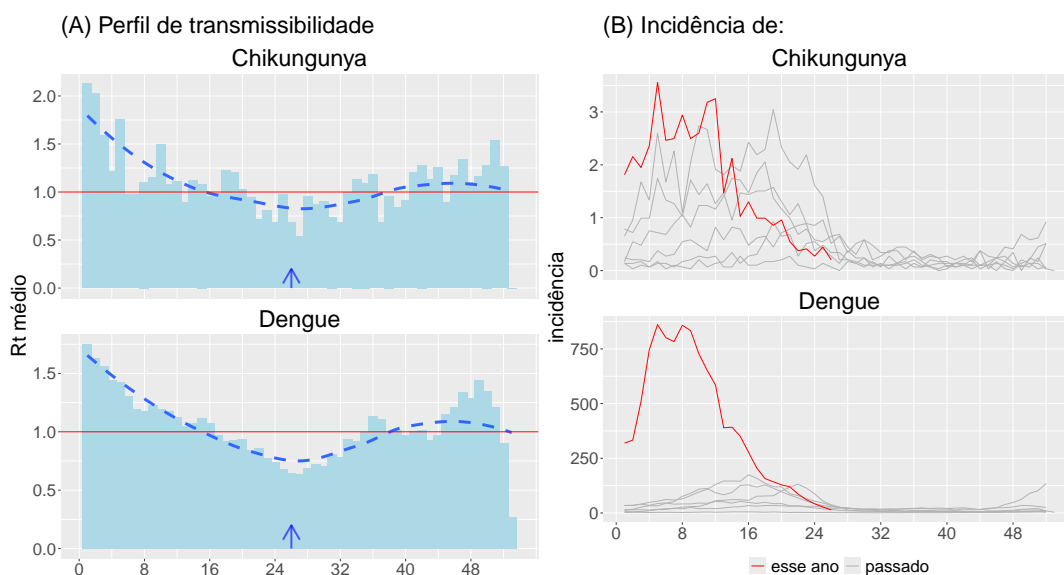 (A) Perfil de transmissibilidade
Chikungunya
2.0
1.5
1.0
0.5
0.0
Dengue
1.5
1.0
0.5
0.0
0 8 16 24 32 40 48
Rt médio
(B) Incidência de:
Chikungunya
3
2
1
0
Dengue
750
500
250
0
0 8 16 24 32 40 48
incidência
esse ano passado